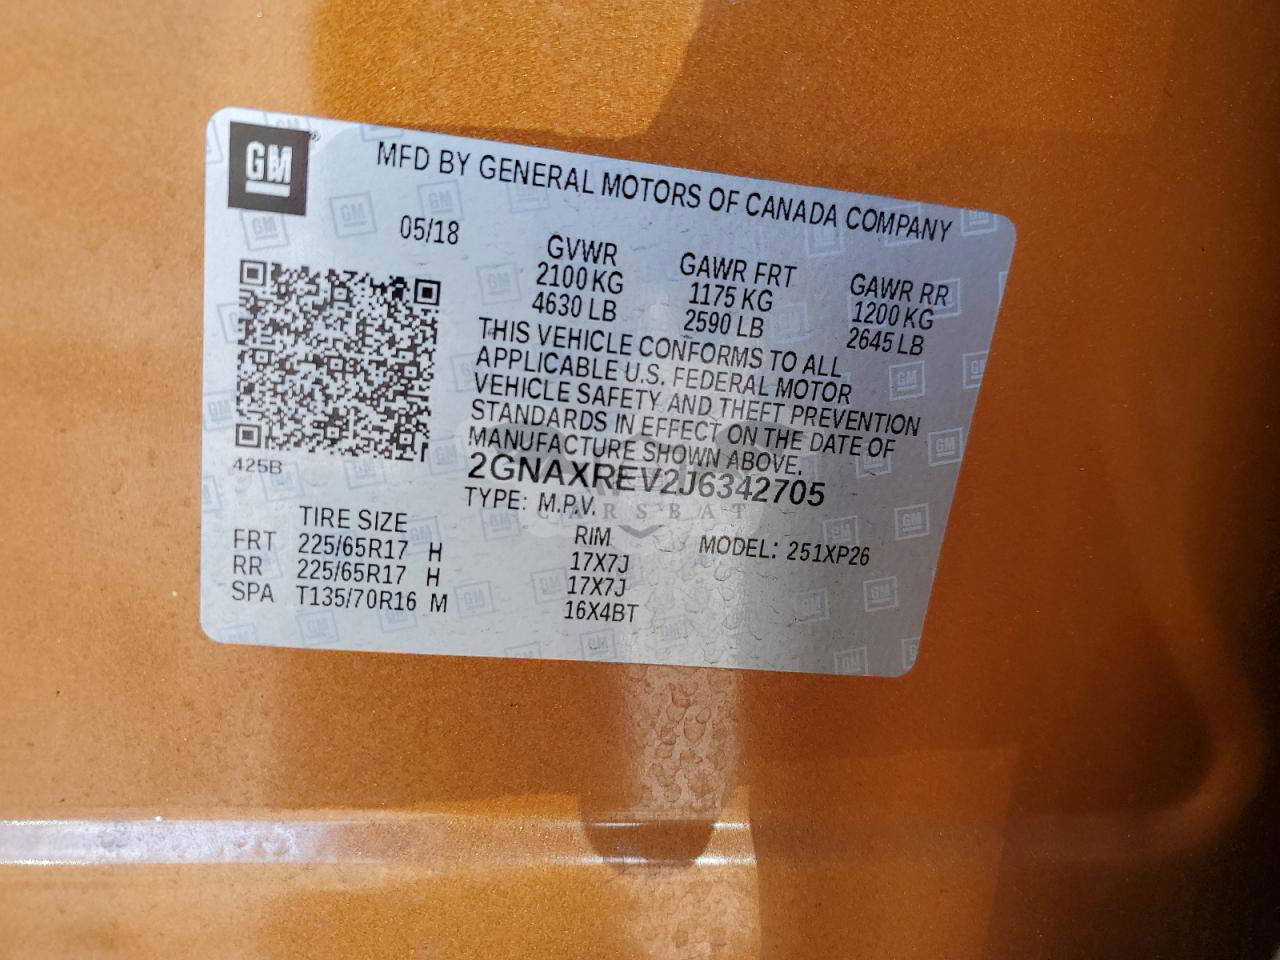 GM
MFD BY GENERAL MOTORS OF CANADA COMPANY
05/18
GVWR
2100 KG
4630 LB
GAWR FRT
1175 KG
2590 LB
GAWR RR
1200 KG
2645 LB
THIS VEHICLE CONFORMS TO ALL
APPLICABLE U.S. FEDERAL MOTOR
VEHICLE SAFETY AND THEFT PREVENTION
STANDARDS IN EFFECT ON THE DATE OF
MANUFACTURE SHOWN ABOVE.
425B
2GNAXREV2J6342705
TYPE: M.P.V.
CARSBAT
MODEL: 251XP26
TIRE SIZE RIM
FRT 225/65R17 H 17X7J
RR 225/65R17 H 17X7J
SPA T135/70R16 M 16X4BT